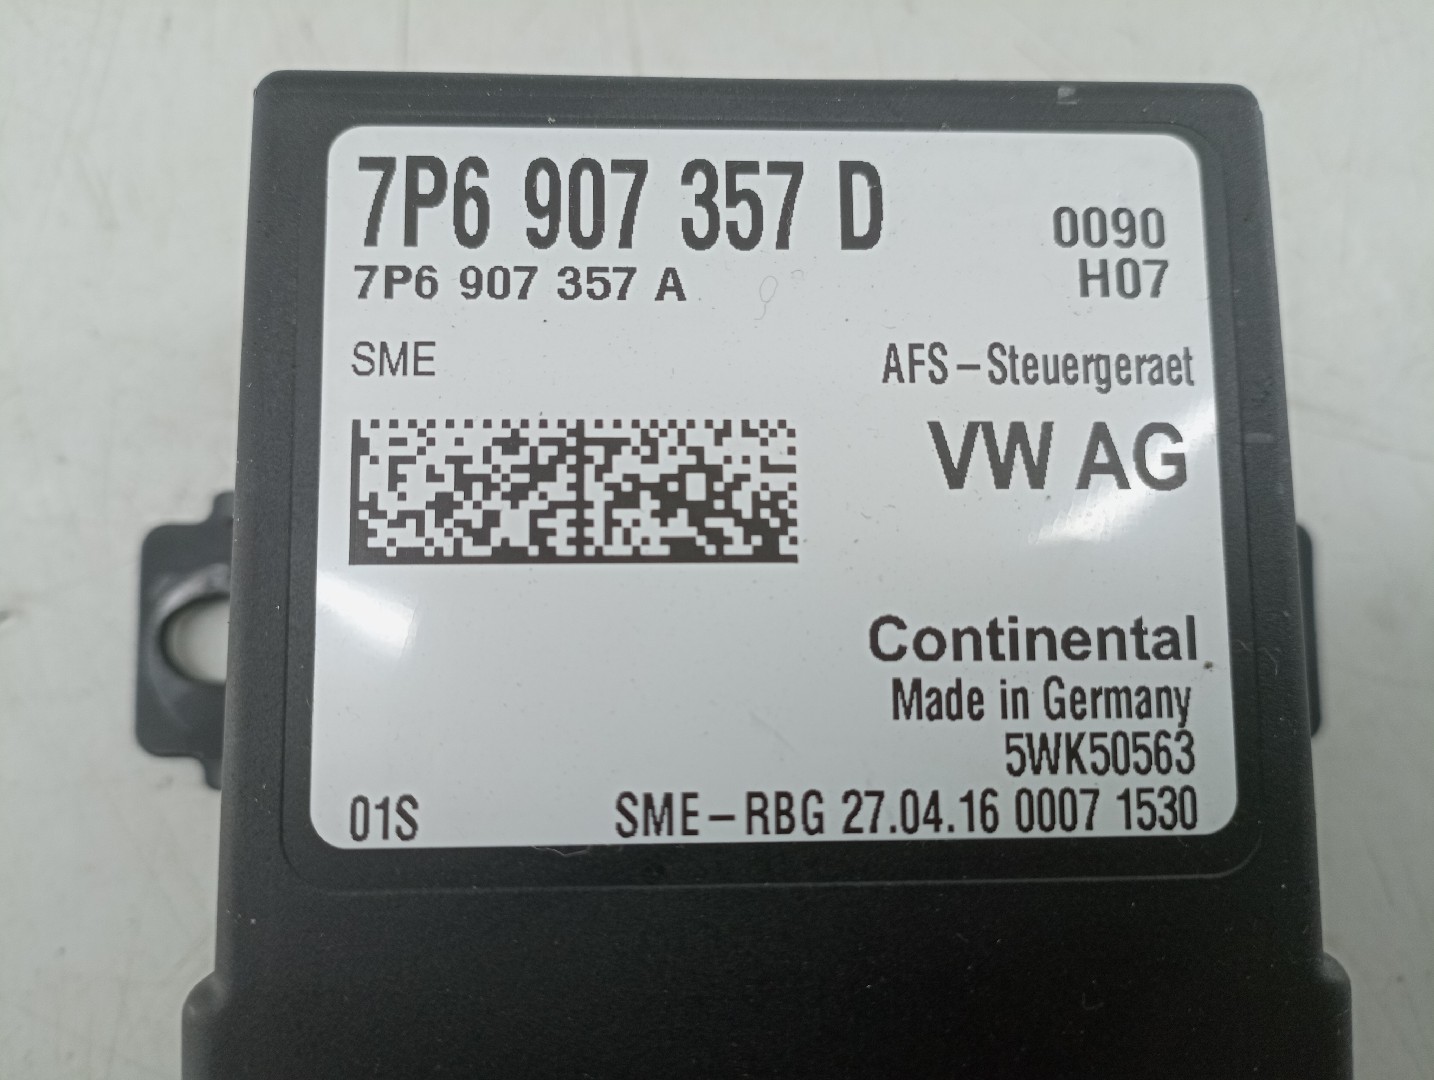 7P6 907 357 D
0090
7P6 907 357 A
H07
SME
AFS-Steuergeraet
VW AG
Continental
Made in Germany
5WK50563
01S
SME-RBG 27.04.16 0007 1530